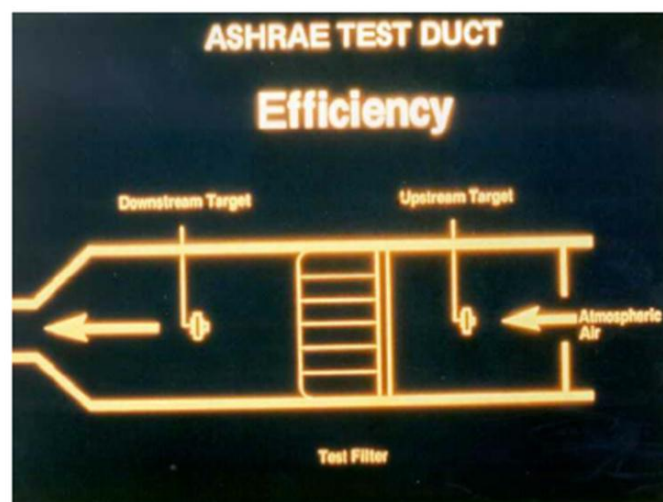 ASHRAE TEST DUCT
Efficiency
Downstream Target
Upstream Target
Atmospheric
Air
Test Filter